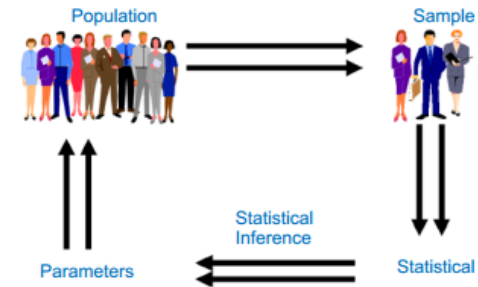 Population
Sample
Statistical
Inference
Statistical
Parameters